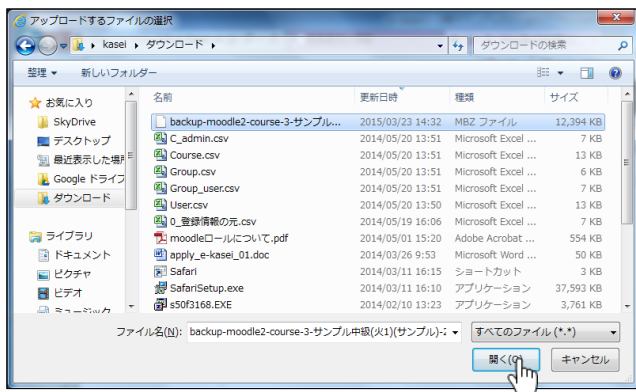 アップロードするファイルの選択
kasei ▸ ダウンロード ▸
ダウンロードの検索
整理 ▼ 新しいフォルダー
お気に入り
SkyDrive
デスクトップ
最近表示した場所
Google ドライブ
ダウンロード
ライブラリ
ドキュメント
ピクチャ
ビデオ
ミュージック
名前 更新日時 種類 サイズ
backup-moodle2-course-3-サンプル... 2015/03/23 14:32 MBZ ファイル 12,394 KB
C_admin.csv 2014/05/20 13:51 Microsoft Excel ... 7 KB
Course.csv 2014/05/20 13:51 Microsoft Excel ... 13 KB
Group.csv 2014/05/20 13:51 Microsoft Excel ... 6 KB
Group_user.csv 2014/05/20 13:51 Microsoft Excel ... 7 KB
User.csv 2014/05/20 13:50 Microsoft Excel ... 13 KB
0_登録情報の元.csv 2014/05/19 16:06 Microsoft Excel ... 7 KB
moodleロールについて.pdf 2014/05/01 15:20 Adobe Acrobat ... 554 KB
apply_e-kasei_01.doc 2014/03/26 9:53 Microsoft Word ... 50 KB
Safari 2014/03/11 16:15 ショートカット 3 KB
SafariSetup.exe 2014/03/11 16:10 アプリケーション 37,593 KB
s50f3168.EXE 2014/02/10 13:23 アプリケーション 3,761 KB
ファイル名(N): backup-moodle2-course-3-サンプル中級(火1)(サンプル)-2 すべてのファイル (*.*)
開く(O) キャンセル